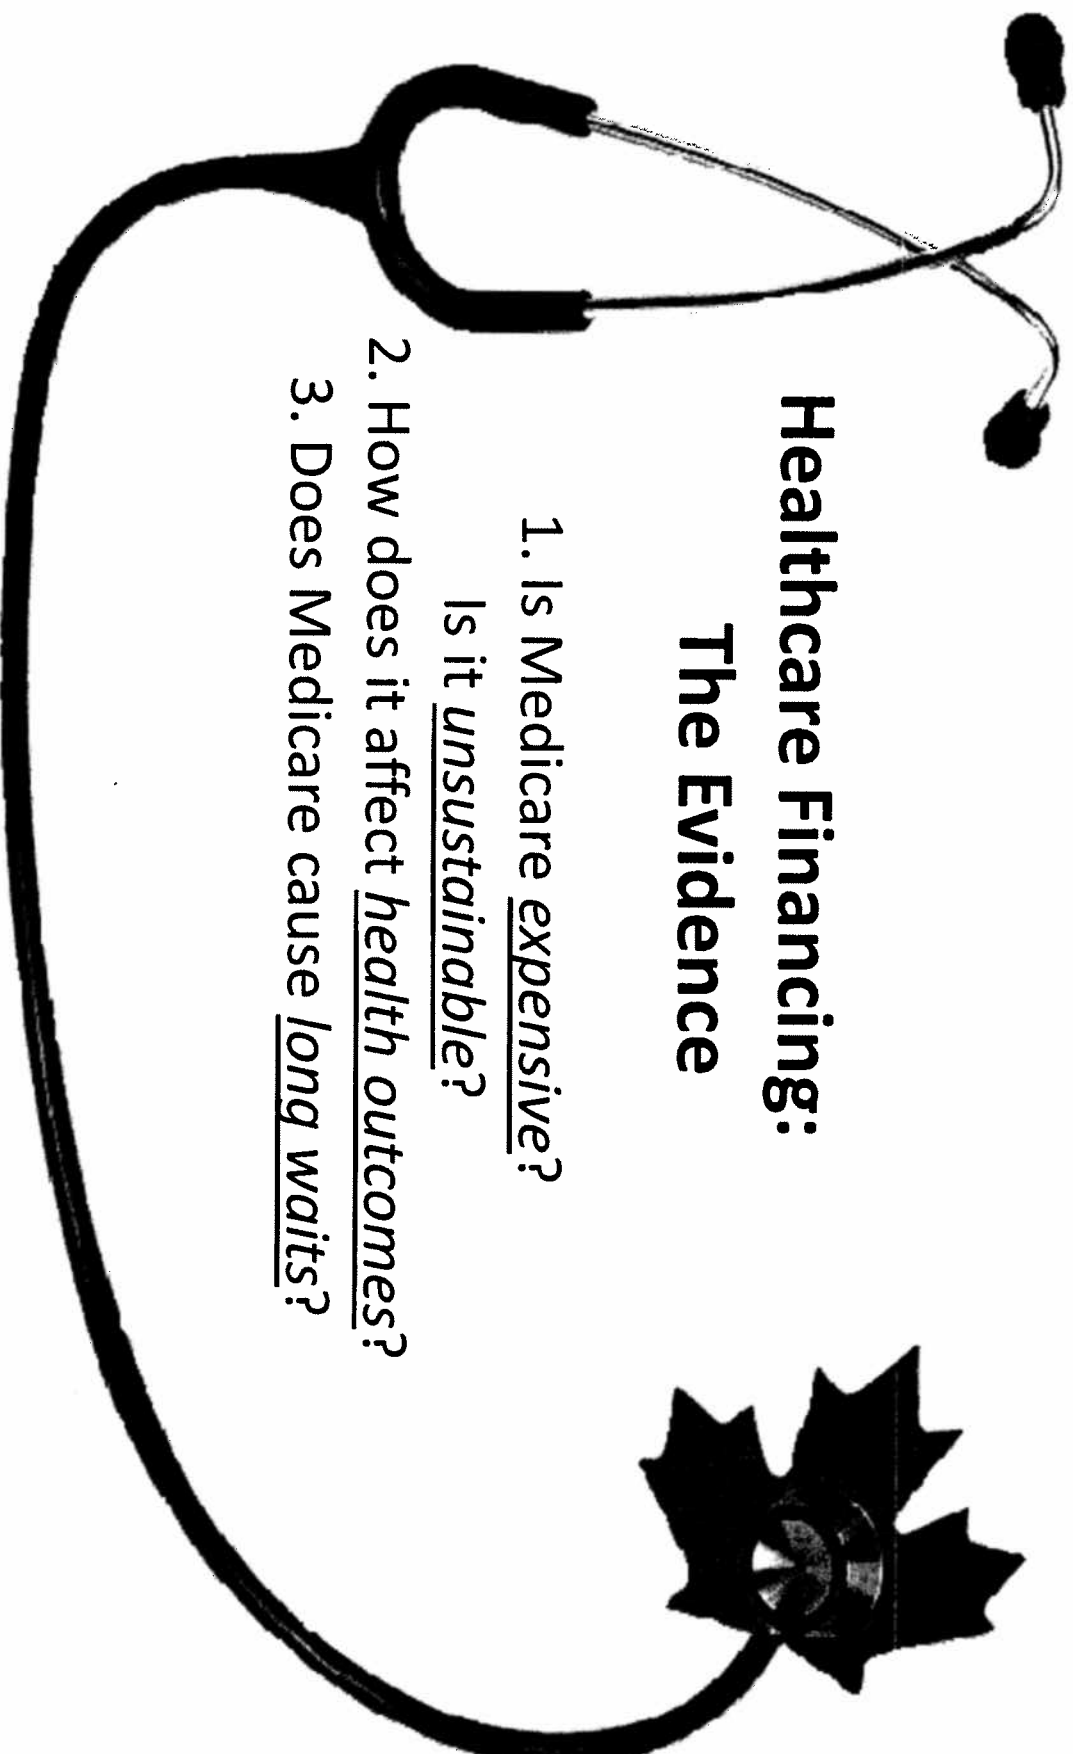 Healthcare Financing:
The Evidence
1. Is Medicare expensive?
Is it unsustainable?
2. How does it affect health outcomes?
3. Does Medicare cause long waits?